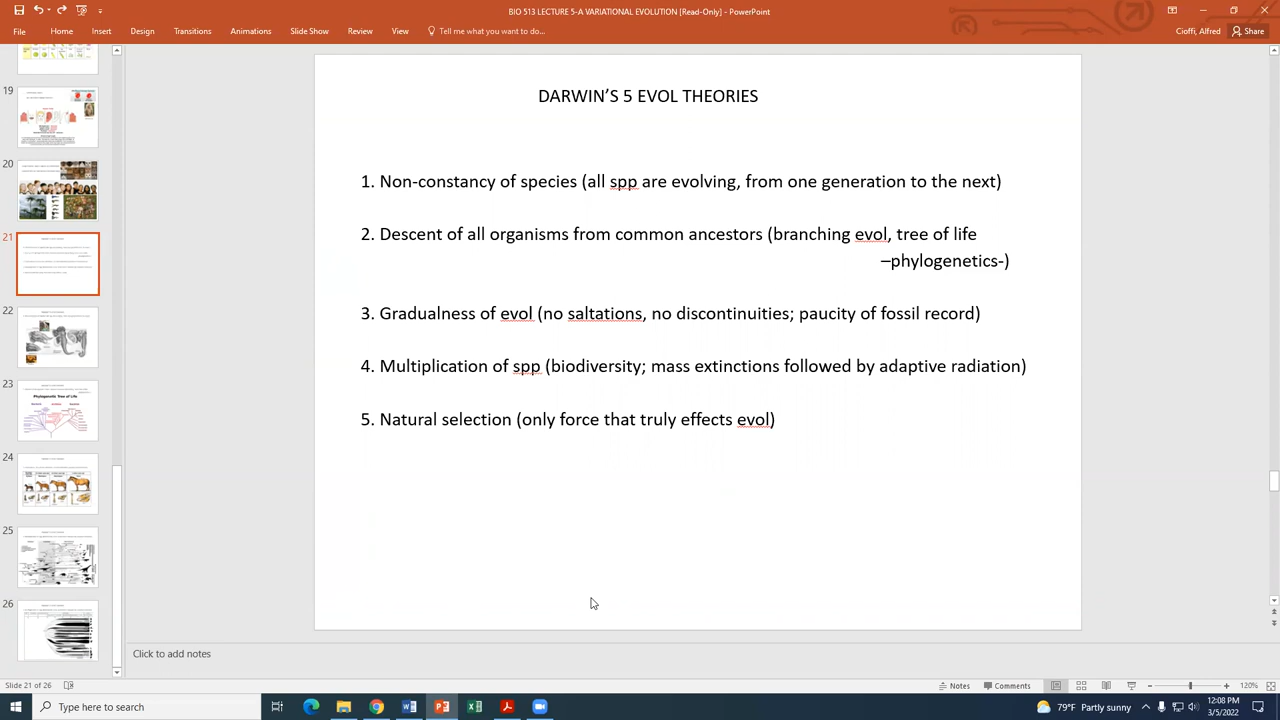 BIO 513 LECTURE 5-A VARIATIONAL EVOLUTION [Read-Only] - PowerPoint
File Home Insert Design Transitions Animations Slide Show Review View Tell me what you want to do... Cioffi, Alfred Share
DARWIN'S 5 EVOL THEORIES
1. Non-constancy of species (all spp are evolving, from one generation to the next)
2. Descent of all organisms from common ancestors (branching evol, tree of life
–phylogenetics-)
3. Gradualness of evol (no saltations, no discontinuities; paucity of fossil record)
4. Multiplication of spp (biodiversity; mass extinctions followed by adaptive radiation)
5. Natural selection (only force that truly effects evol)
19
20
23
Phylogenetic Tree of Life
24
25
26
Click to add notes
Slide 21 of 26 Notes Comments 120%
Type here to search 79°F Partly sunny 12:08 PM
3/5/2022